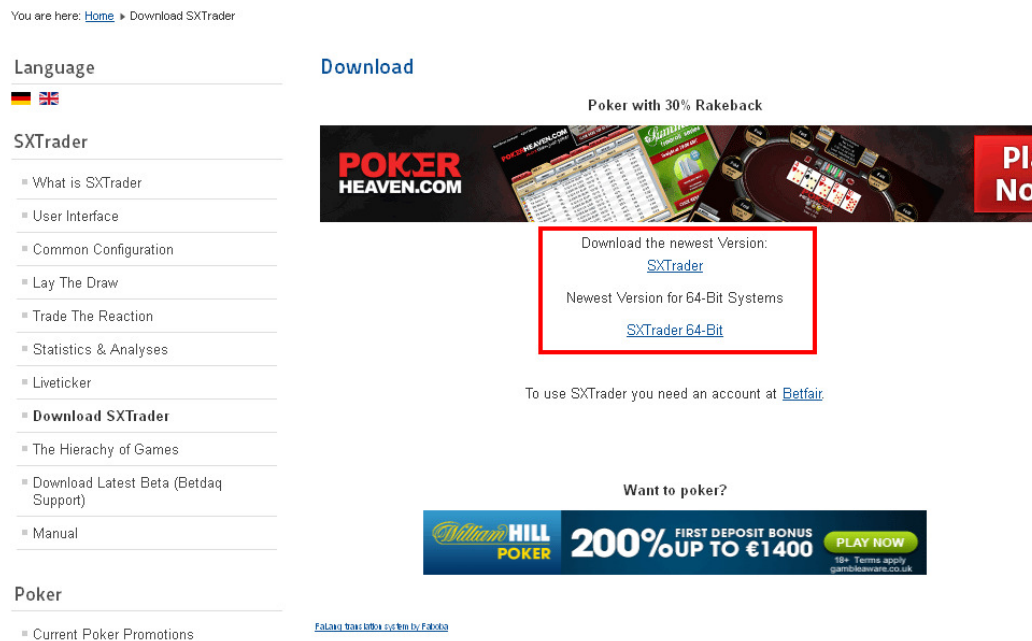 You are here: Home ▸ Download SXTrader
Language
SXTrader
What is SXTrader
User Interface
Common Configuration
Lay The Draw
Trade The Reaction
Statistics & Analyses
Liveticker
Download SXTrader
The Hierachy of Games
Download Latest Beta (Betdaq
Support)
Manual
Poker
Current Poker Promotions
Download
Poker with 30% Rakeback
POKER
HEAVEN.COM
Pl
No
Download the newest Version:
SXTrader
Newest Version for 64-Bit Systems
SXTrader 64-Bit
To use SXTrader you need an account at Betfair.
Want to poker?
William HILL
POKER
200% FIRST DEPOSIT BONUS
UP TO €1400
PLAY NOW
18+ Terms apply
gambleaware.co.uk
FaLang translation system by Faboba